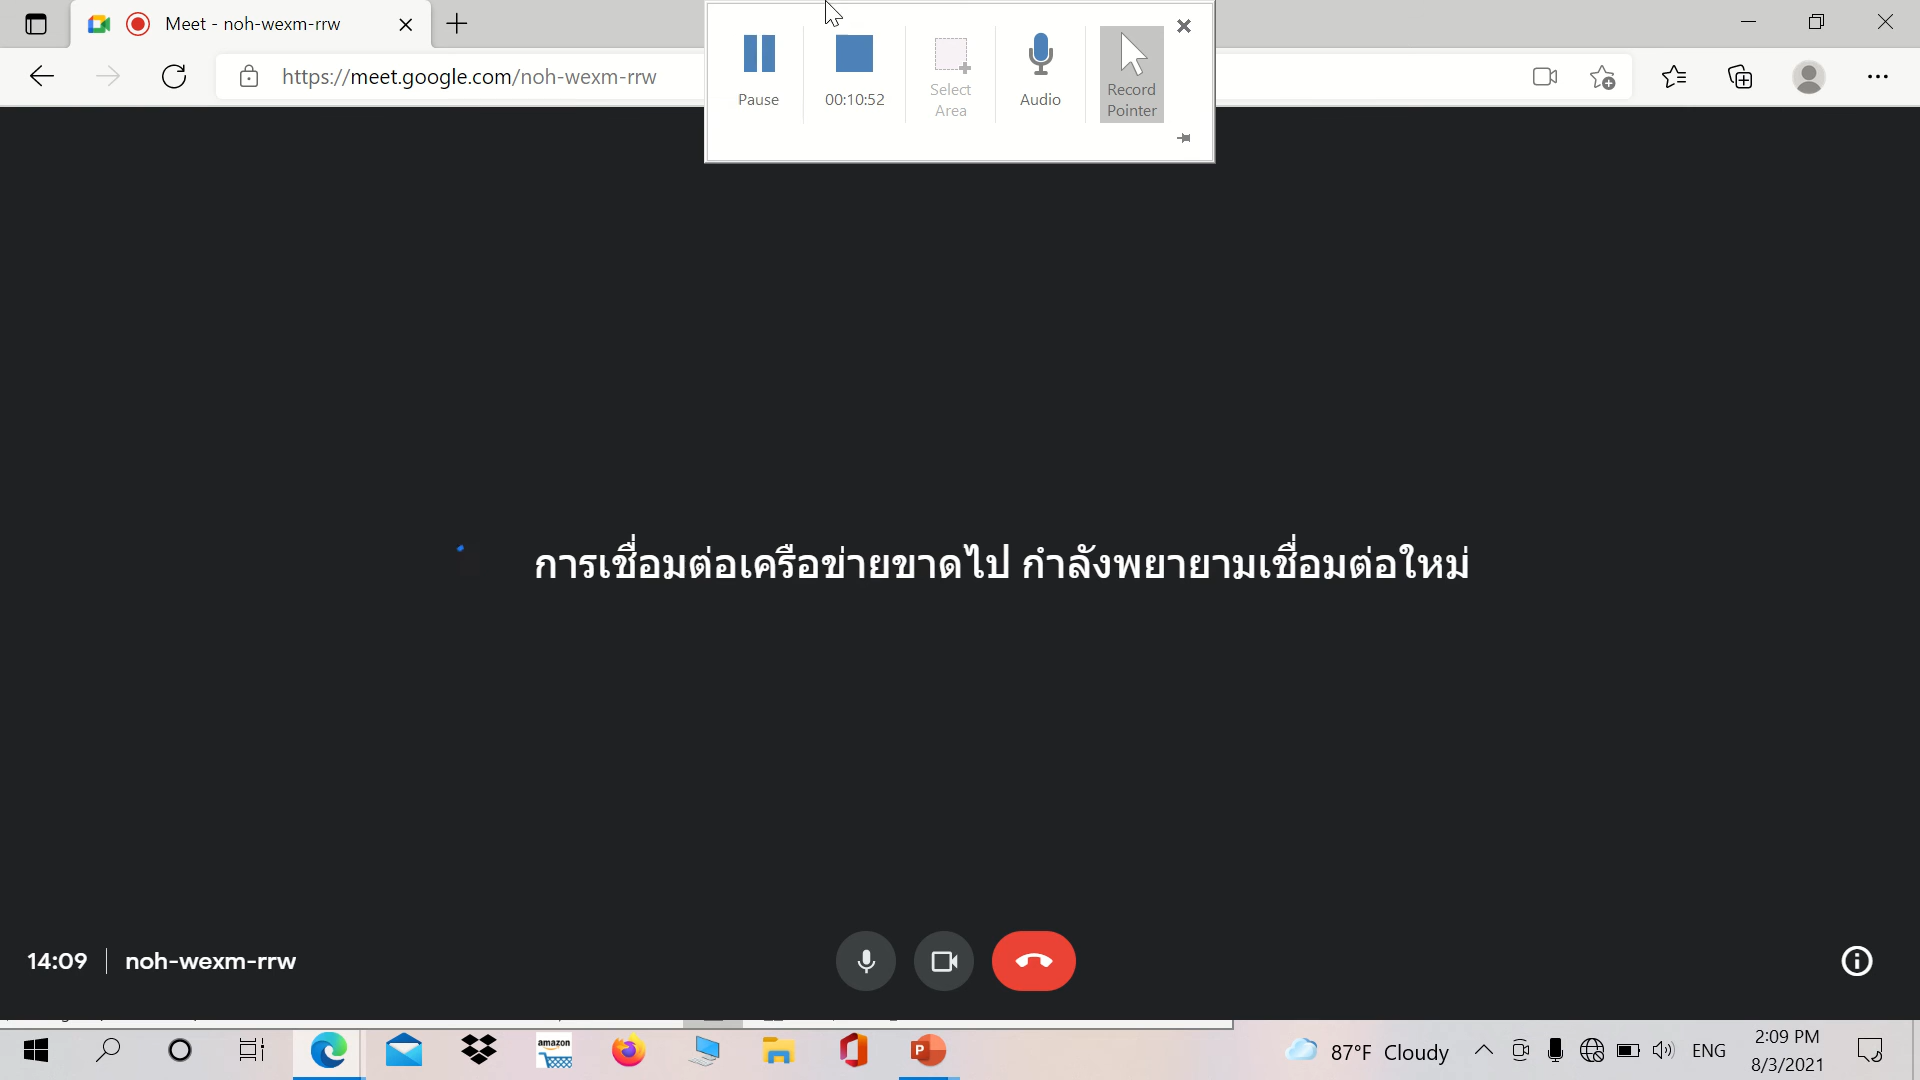 Meet - noh-wexm-rrw
https://meet.google.com/noh-wexm-rrw
Pause
00:10:52
Select
Area
Audio
Record
Pointer
การเชื่อมต่อเครือข่ายขาดไป กำลังพยายามเชื่อมต่อใหม่
14:09
noh-wexm-rrw
amazon
P
87°F Cloudy
ENG
2:09 PM
8/3/2021